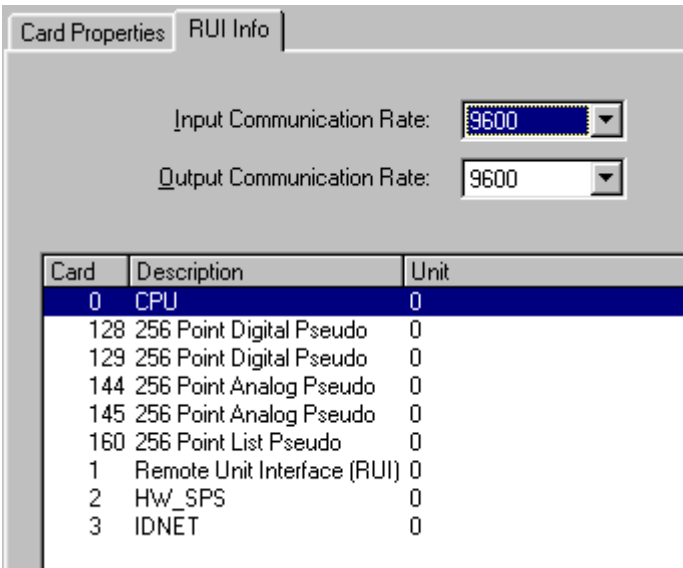 Card Properties RUI Info
Input Communication Rate: 9600
Output Communication Rate: 9600
Card Description Unit
0 CPU 0
128 256 Point Digital Pseudo 0
129 256 Point Digital Pseudo 0
144 256 Point Analog Pseudo 0
145 256 Point Analog Pseudo 0
160 256 Point List Pseudo 0
1 Remote Unit Interface (RUI) 0
2 HW_SPS 0
3 IDNET 0